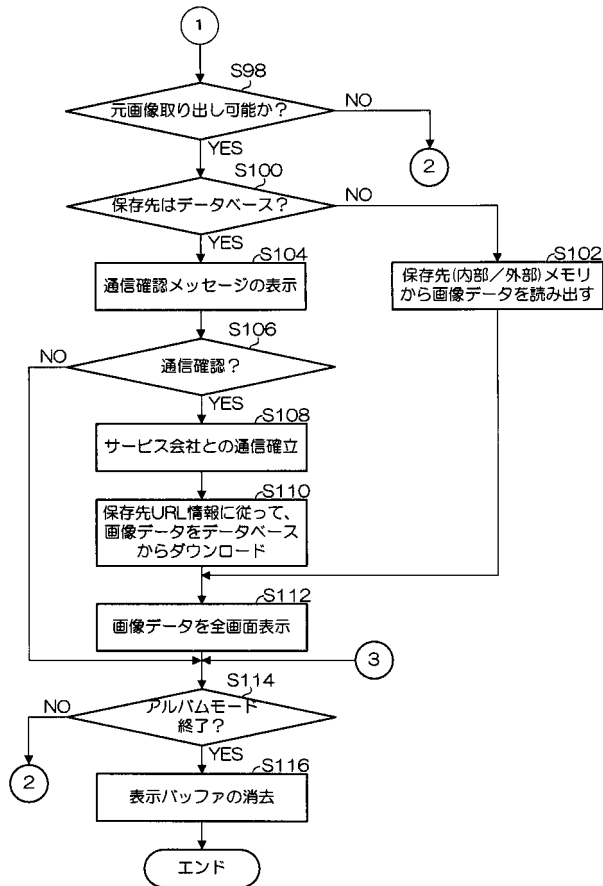 1
S98
元画像取り出し可能か？
NO
2
YES
S100
保存先はデータベース？
NO
YES
S104
通信確認メッセージの表示
S102
保存先(内部／外部)メモリ
から画像データを読み出す
S106
NO
通信確認？
YES
S108
サービス会社との通信確立
S110
保存先URL情報に従って、
画像データをデータベース
からダウンロード
S112
画像データを全画面表示
3
S114
NO
アルバムモード
終了？
2
YES
S116
表示バッファの消去
エンド